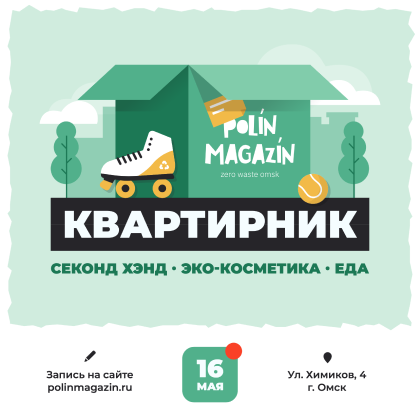 POLÍN
MAGAZÍN
zero waste omsk
КВАРТИРНИК
СЕКОНД ХЭНД · ЭКО-КОСМЕТИКА · ЕДА
Запись на сайте
polinmagazin.ru
16
МАЯ
Ул. Химиков, 4
г. Омск